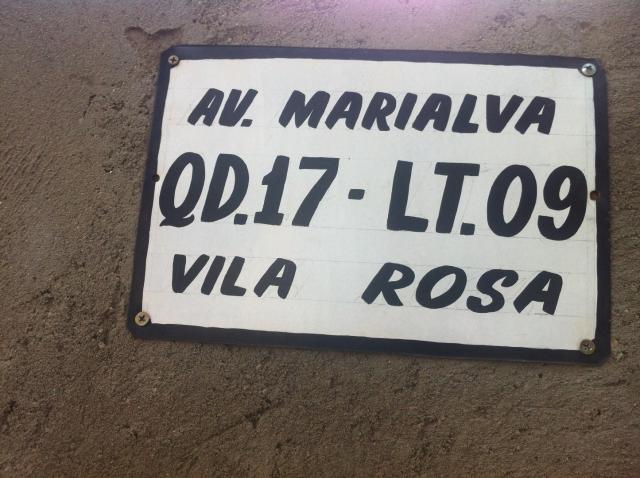 AV. MARIALVA
QD.17 - LT.09
VILA ROSA